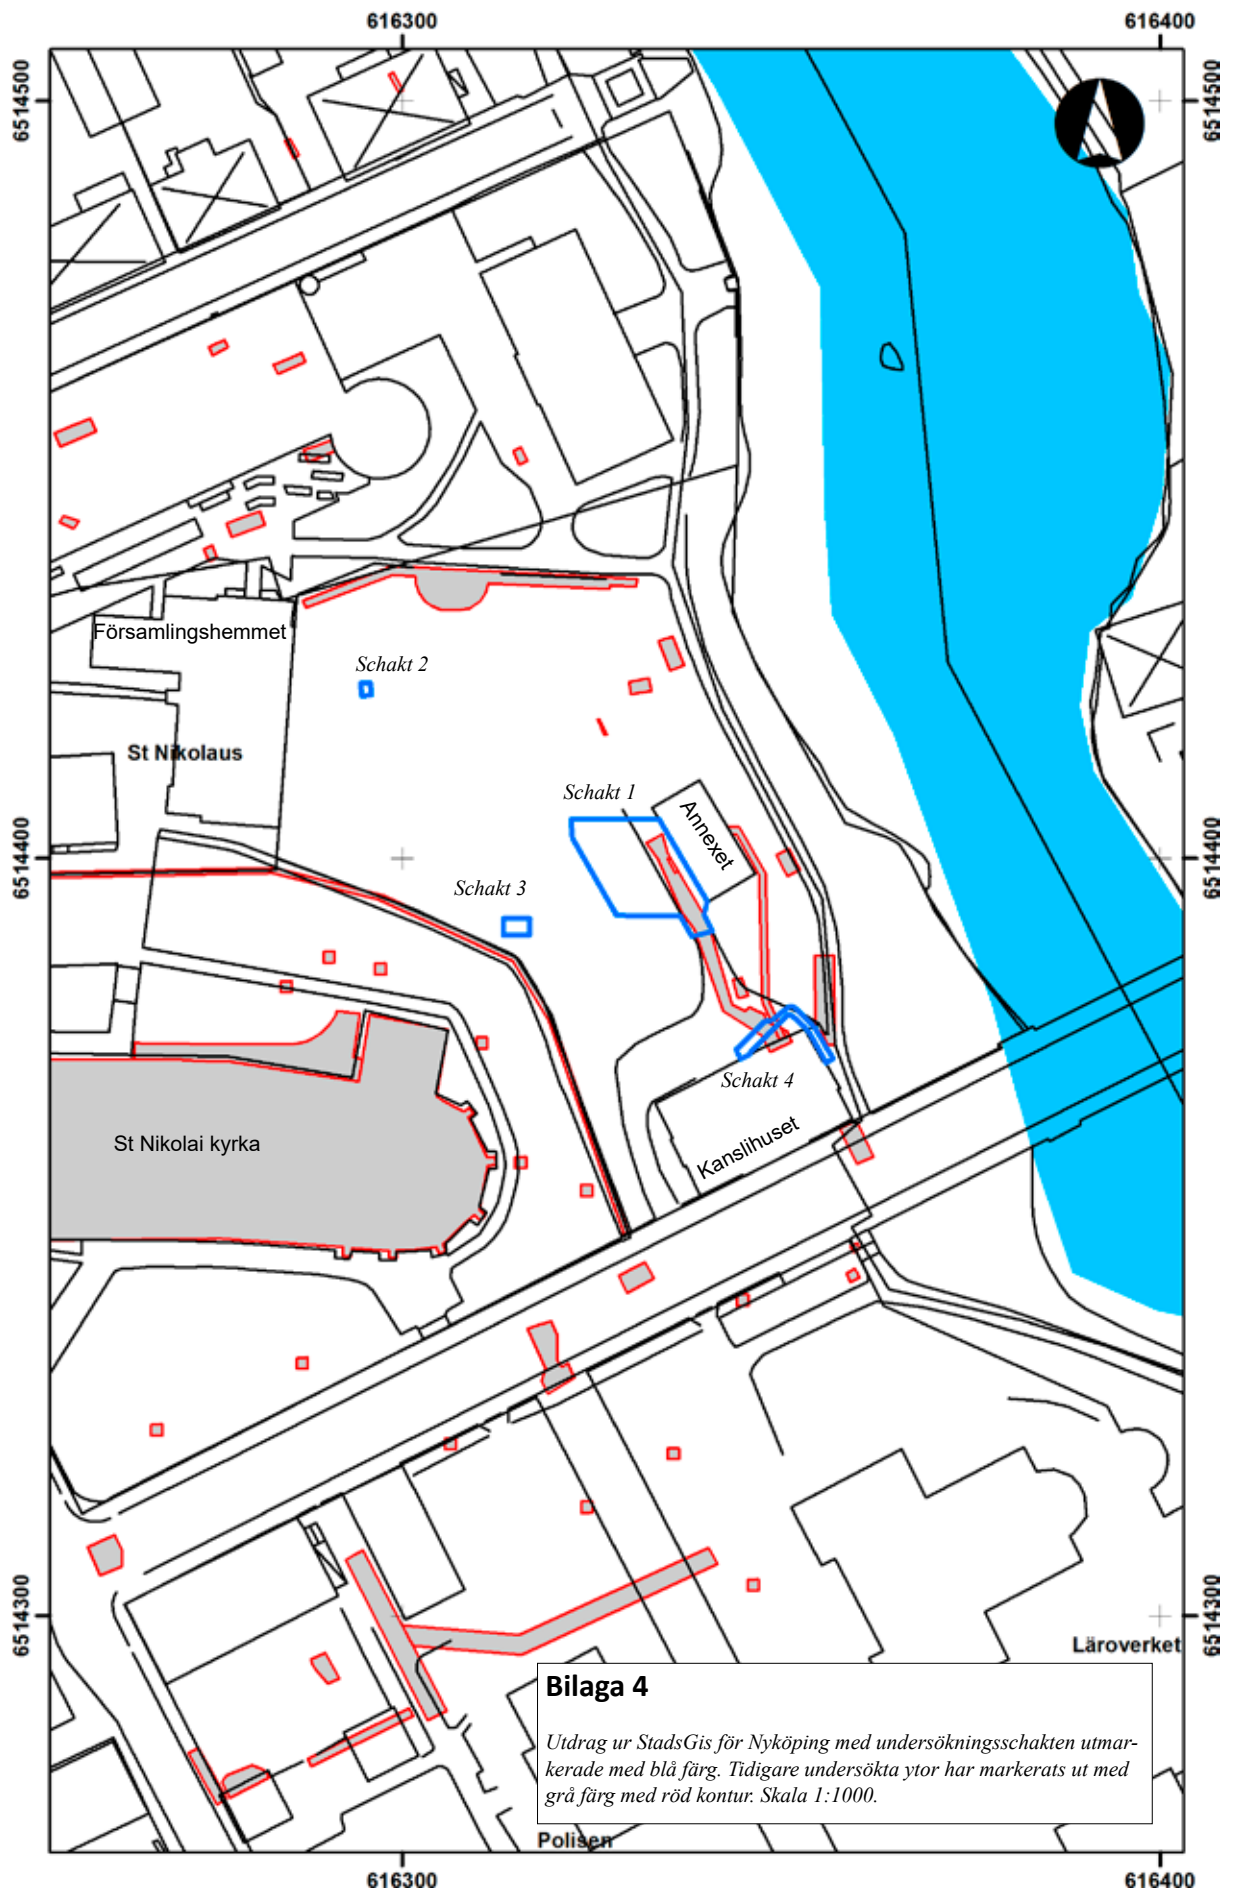 616300
616400
6514500
6514500
Församlingshemmet
Schakt 2
St Nikolaus
Schakt 1
Annexet
6514400
6514400
Schakt 3
Schakt 4
St Nikolai kyrka
Kanslihuset
6514300
6514300
Läroverket
Bilaga 4
Utdrag ur StadsGis för Nyköping med undersökningsschakten utmar-
kerade med blå färg. Tidigare undersökta ytor har markerats ut med
grå färg med röd kontur. Skala 1:1000.
Polisen
616300
616400